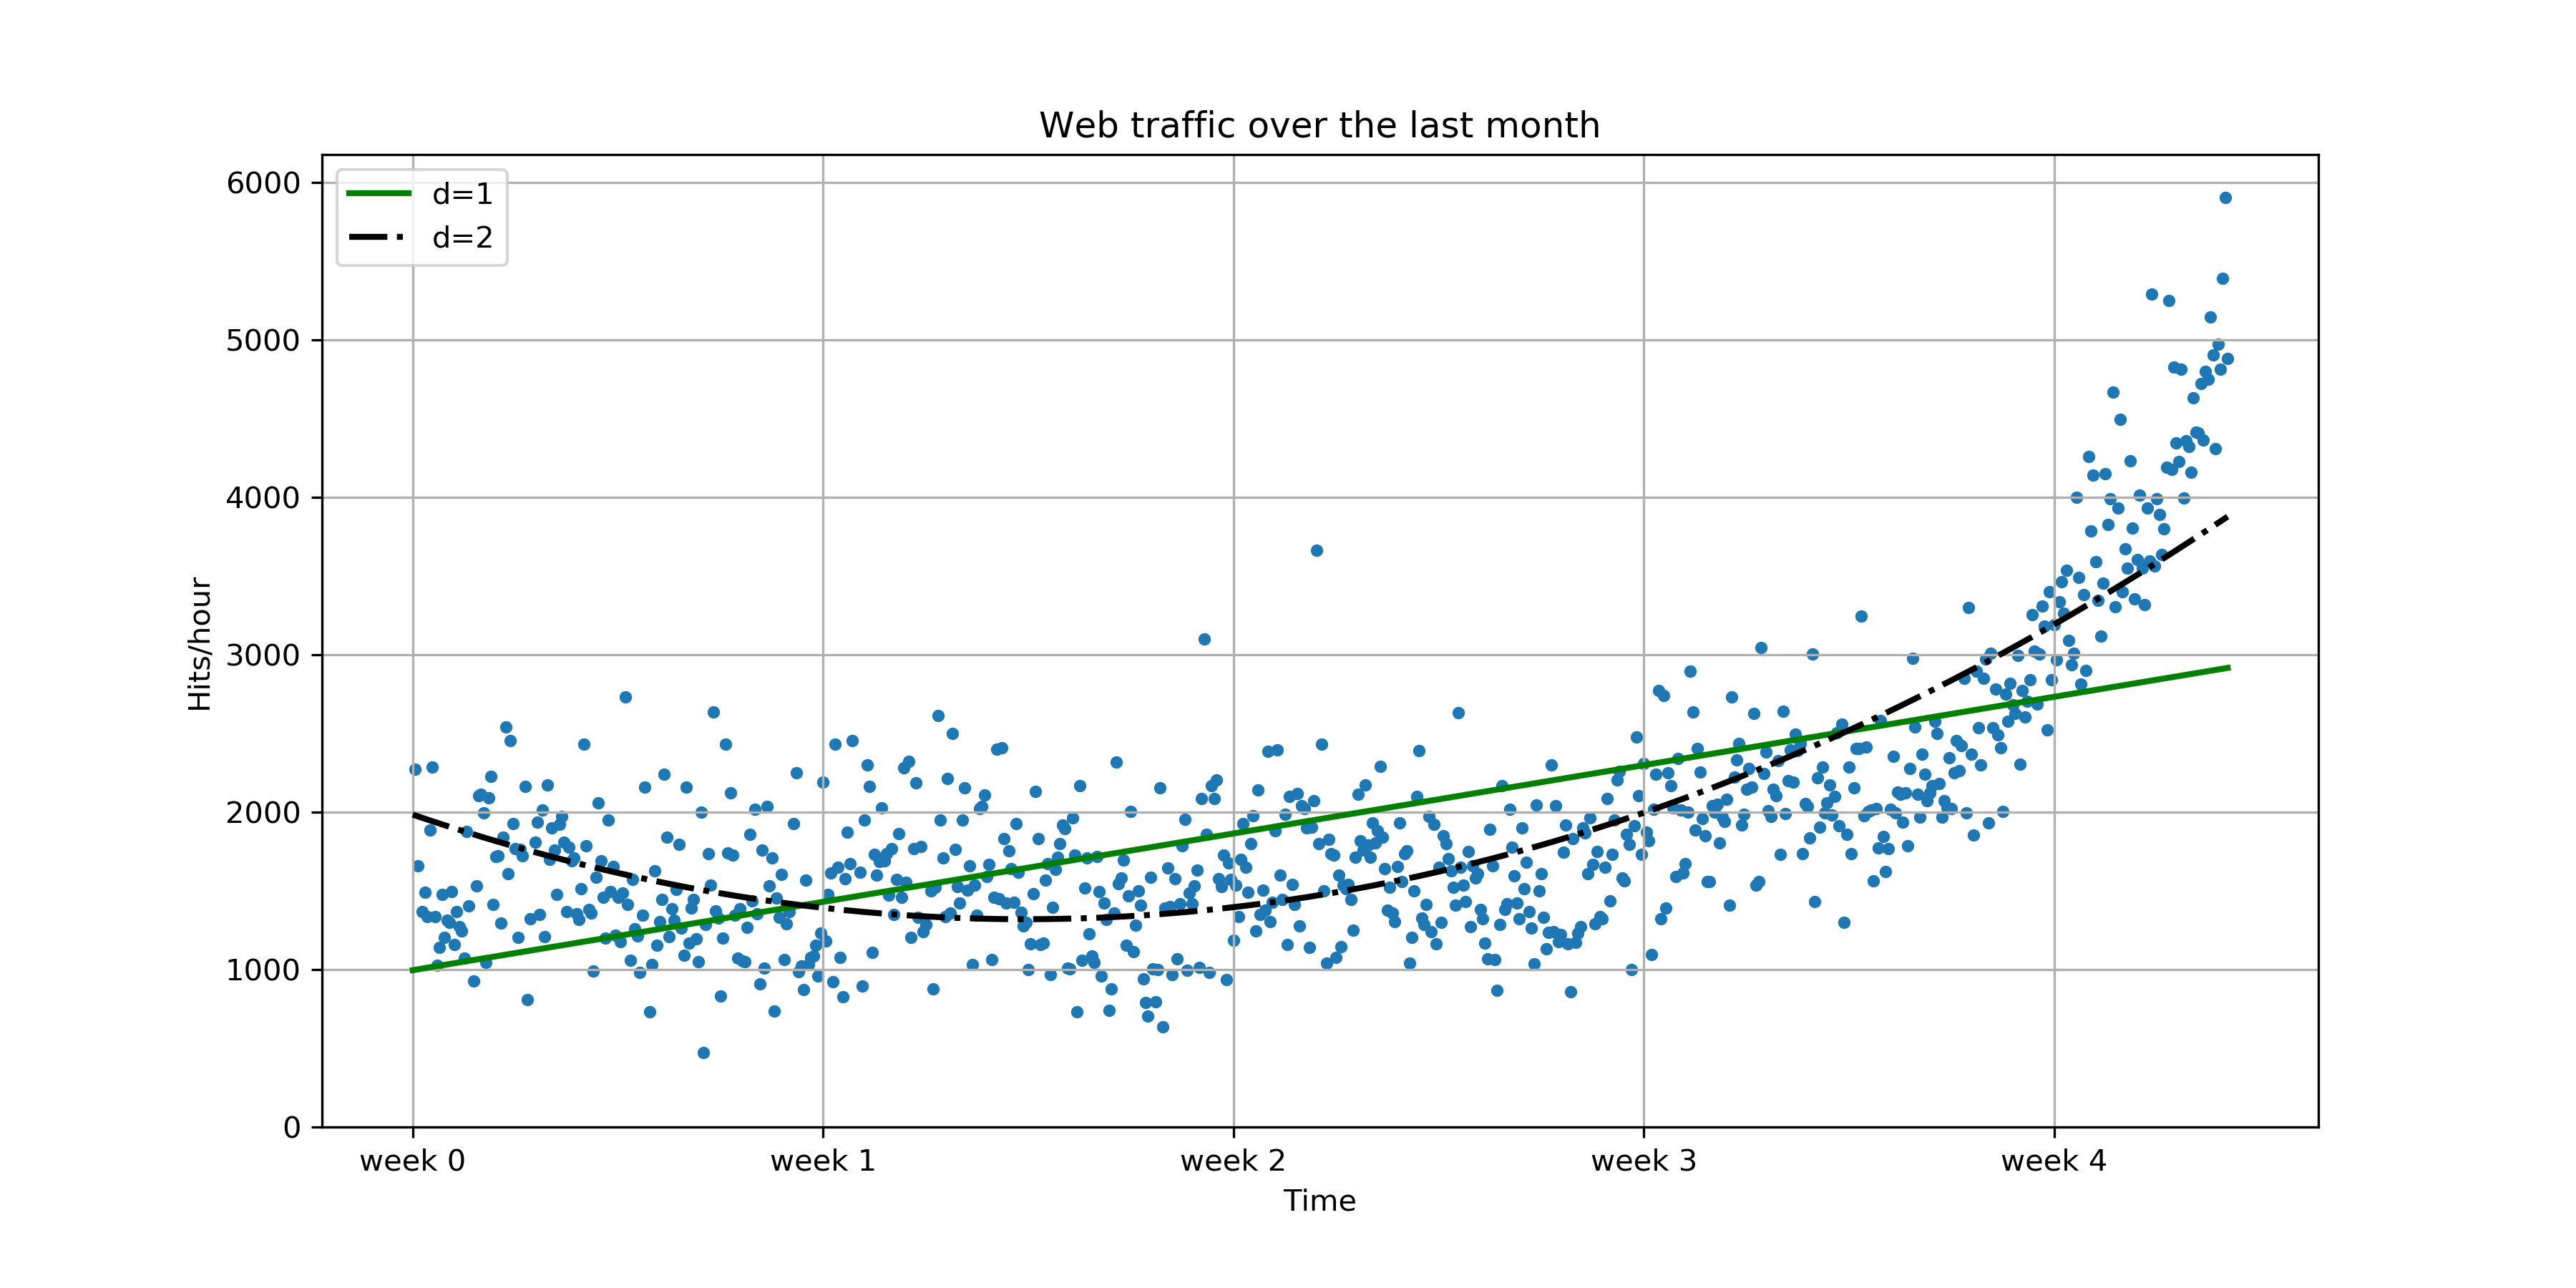 Web traffic over the last month
d=1
d=2
6000
5000
4000
3000
2000
1000
0
Hits/hour
week 0
week 1
week 2
week 3
week 4
Time